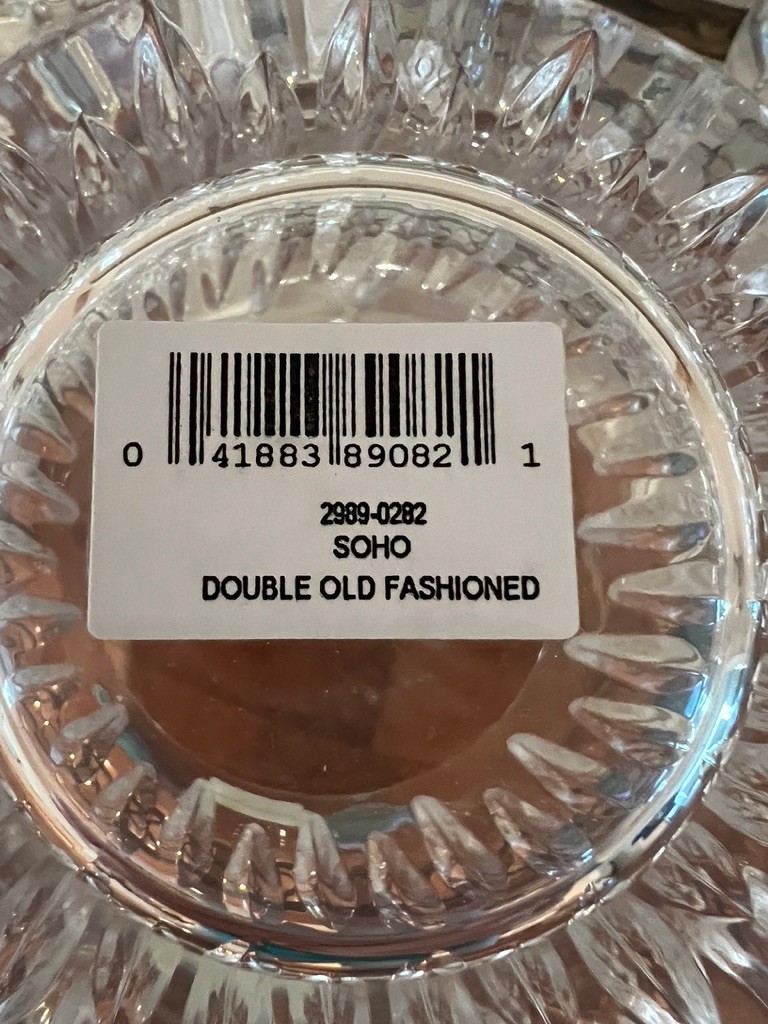 0 41883 89082 1
2989-0282
SOHO
DOUBLE OLD FASHIONED